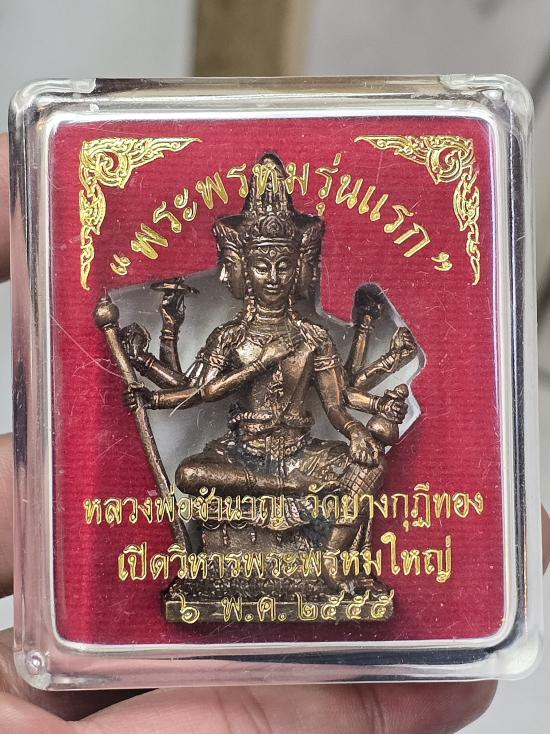 “พระพรหมรุ่นแรก”
หลวงพ่อชำนาญ วัดบางกุฎีทอง
เปิดวิหารพระพรหมใหญ่
๖ พ.ค. ๒๕๕๕